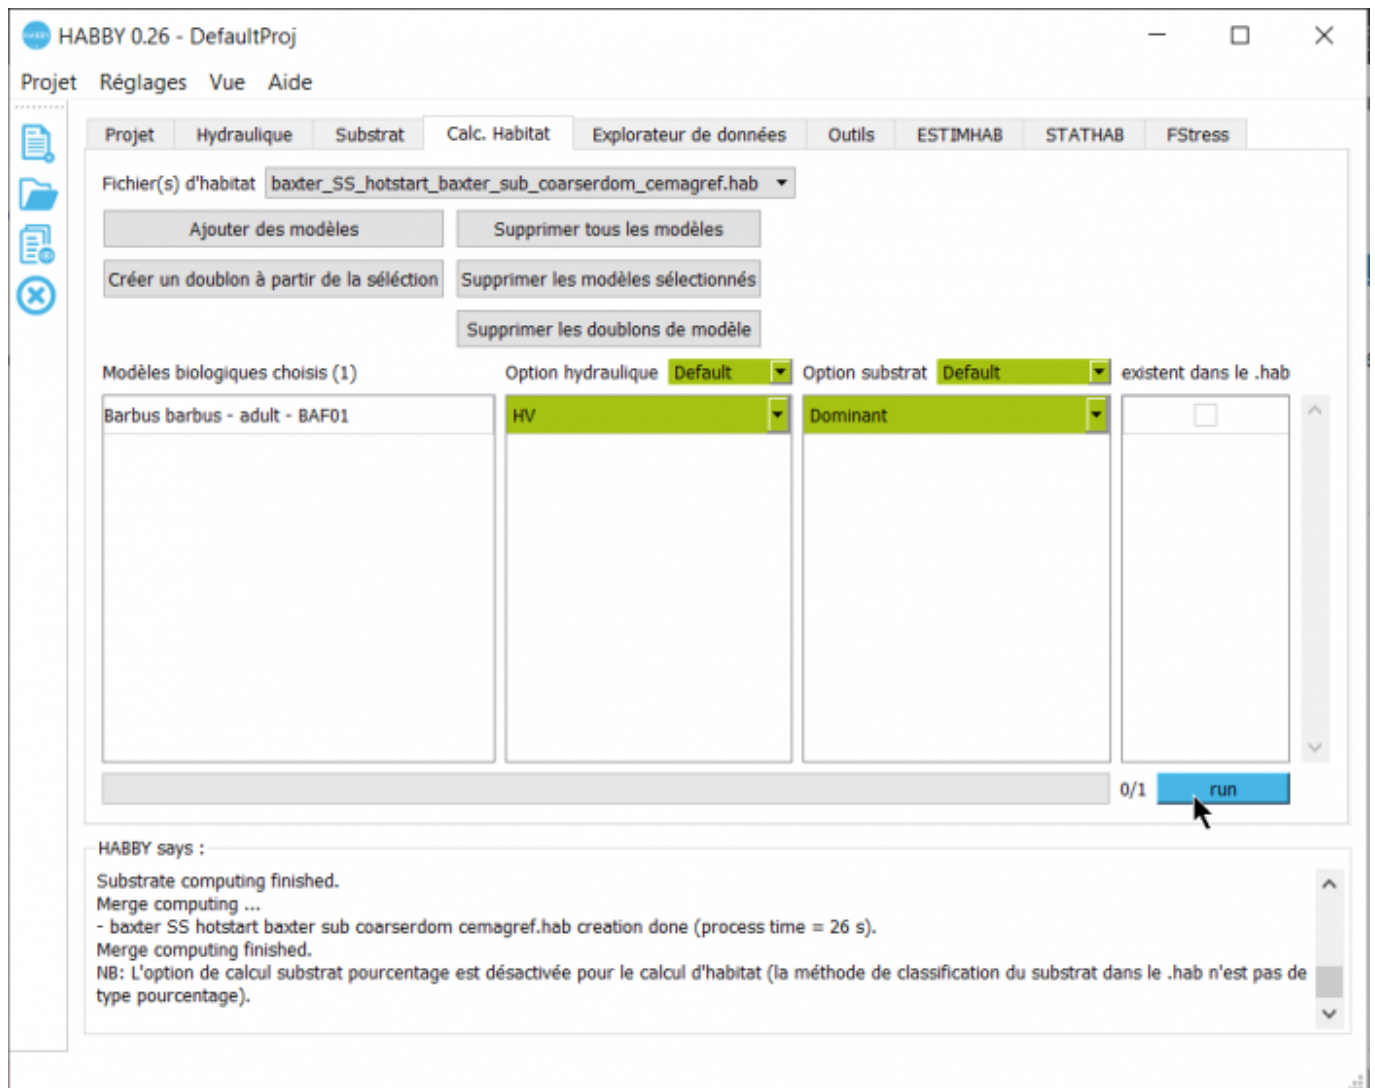 HABBY 0.26 - DefaultProj
Projet Réglages Vue Aide
Projet Hydraulique Substrat Calc. Habitat Explorateur de données Outils ESTIMHAB STATHAB FStress
Fichier(s) d'habitat baxter_SS_hotstart_baxter_sub_coarserdom_cemagref.hab
Ajouter des modèles Supprimer tous les modèles
Créer un doublon à partir de la séléction Supprimer les modèles sélectionnés
Supprimer les doublons de modèle
Modèles biologiques choisis (1) Option hydraulique Default Option substrat Default existent dans le .hab
Barbus barbus - adult - BAF01 HV Dominant
0/1 run
HABBY says :
Substrate computing finished.
Merge computing ...
- baxter SS hotstart baxter sub coarserdom cemagref.hab creation done (process time = 26 s).
Merge computing finished.
NB: L'option de calcul substrat pourcentage est désactivée pour le calcul d'habitat (la méthode de classification du substrat dans le .hab n'est pas de
type pourcentage).